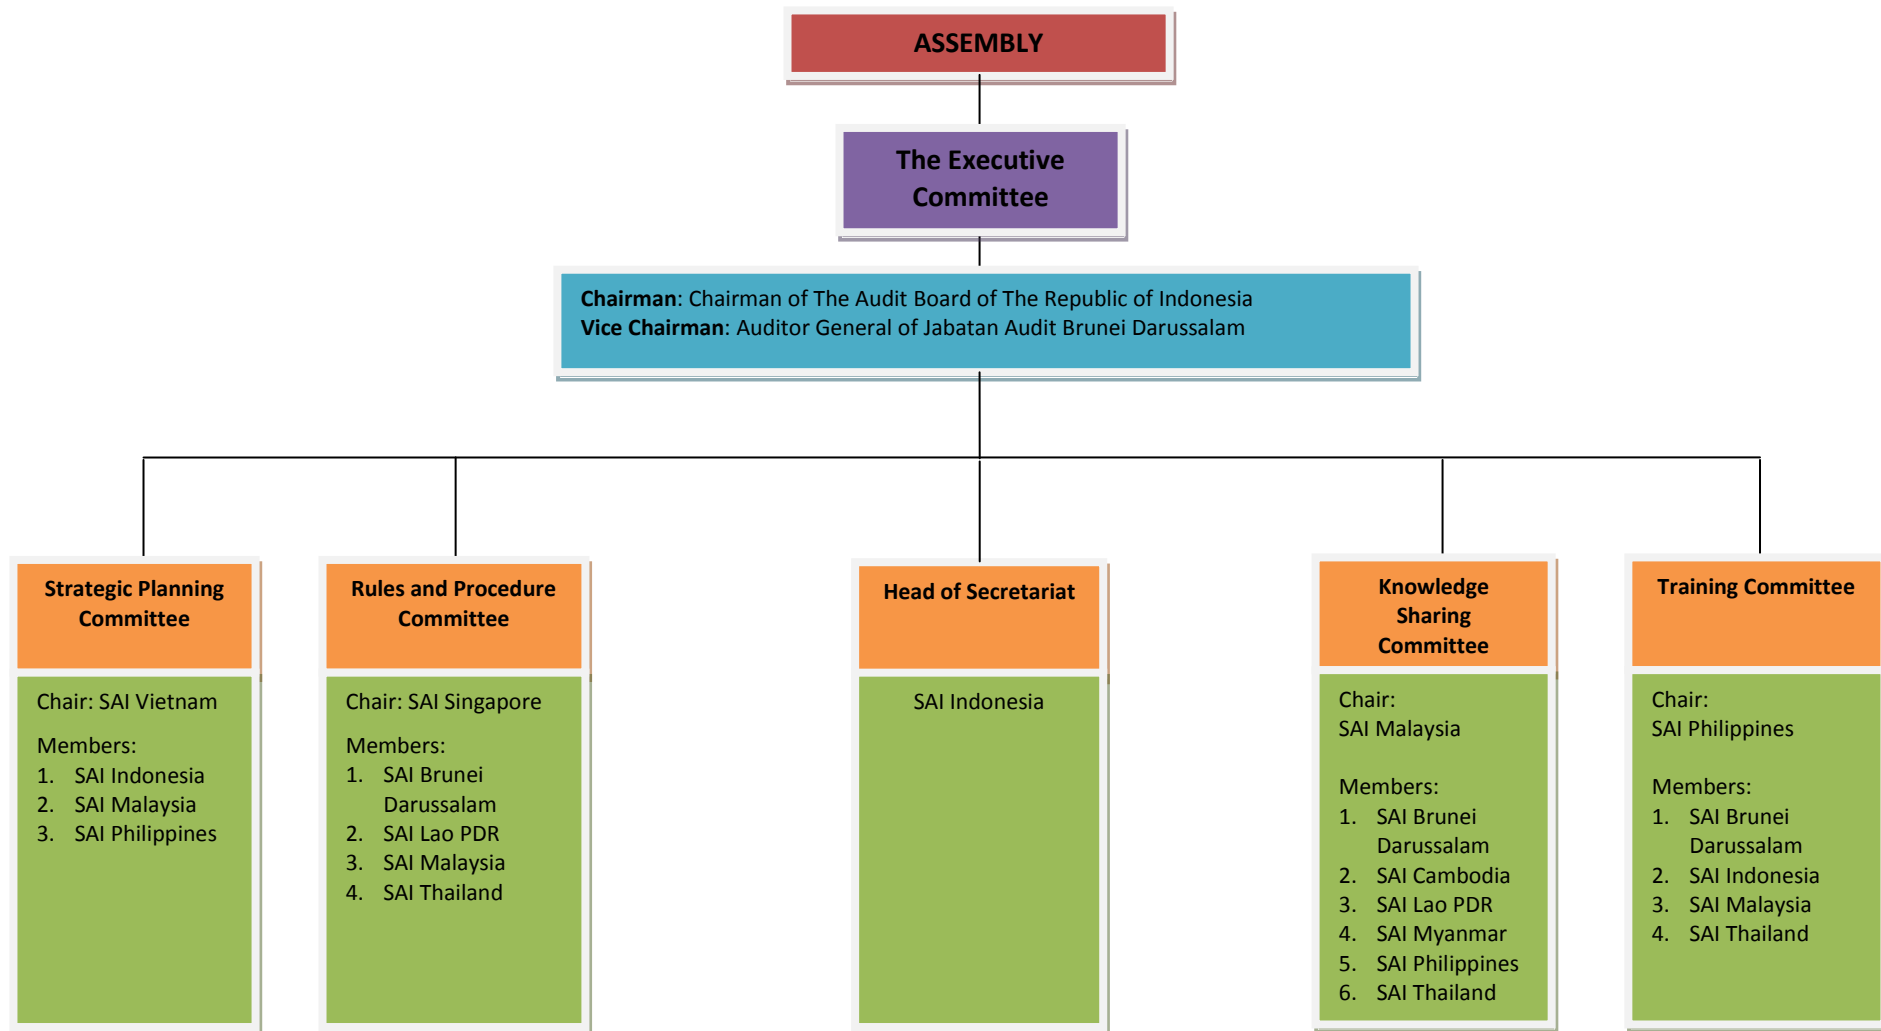 ASSEMBLY
The Executive
Committee
Chairman: Chairman of The Audit Board of The Republic of Indonesia
Vice Chairman: Auditor General of Jabatan Audit Brunei Darussalam
Strategic Planning
Committee
Chair: SAI Vietnam
Members:
1. SAI Indonesia
2. SAI Malaysia
3. SAI Philippines
Rules and Procedure
Committee
Chair: SAI Singapore
Members:
1. SAI Brunei
Darussalam
2. SAI Lao PDR
3. SAI Malaysia
4. SAI Thailand
Head of Secretariat
SAI Indonesia
Knowledge
Sharing
Committee
Chair:
SAI Malaysia
Members:
1. SAI Brunei
Darussalam
2. SAI Cambodia
3. SAI Lao PDR
4. SAI Myanmar
5. SAI Philippines
6. SAI Thailand
Training Committee
Chair:
SAI Philippines
Members:
1. SAI Brunei
Darussalam
2. SAI Indonesia
3. SAI Malaysia
4. SAI Thailand